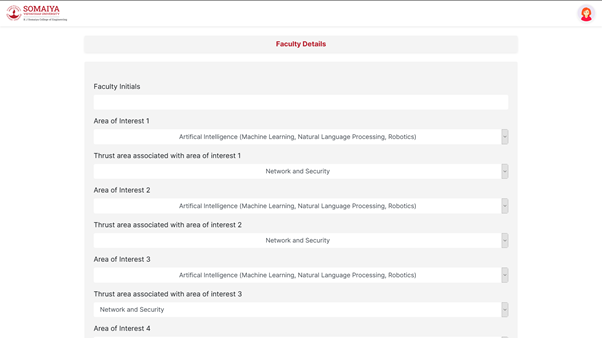 SOMAIYA
VIDYAVIHAR UNIVERSITY
K J Somaiya College of Engineering
Faculty Details
Faculty Initials
Area of Interest 1
Artifical Intelligence (Machine Learning, Natural Language Processing, Robotics)
Thrust area associated with area of interest 1
Network and Security
Area of Interest 2
Artifical Intelligence (Machine Learning, Natural Language Processing, Robotics)
Thrust area associated with area of interest 2
Network and Security
Area of Interest 3
Artifical Intelligence (Machine Learning, Natural Language Processing, Robotics)
Thrust area associated with area of interest 3
Network and Security
Area of Interest 4